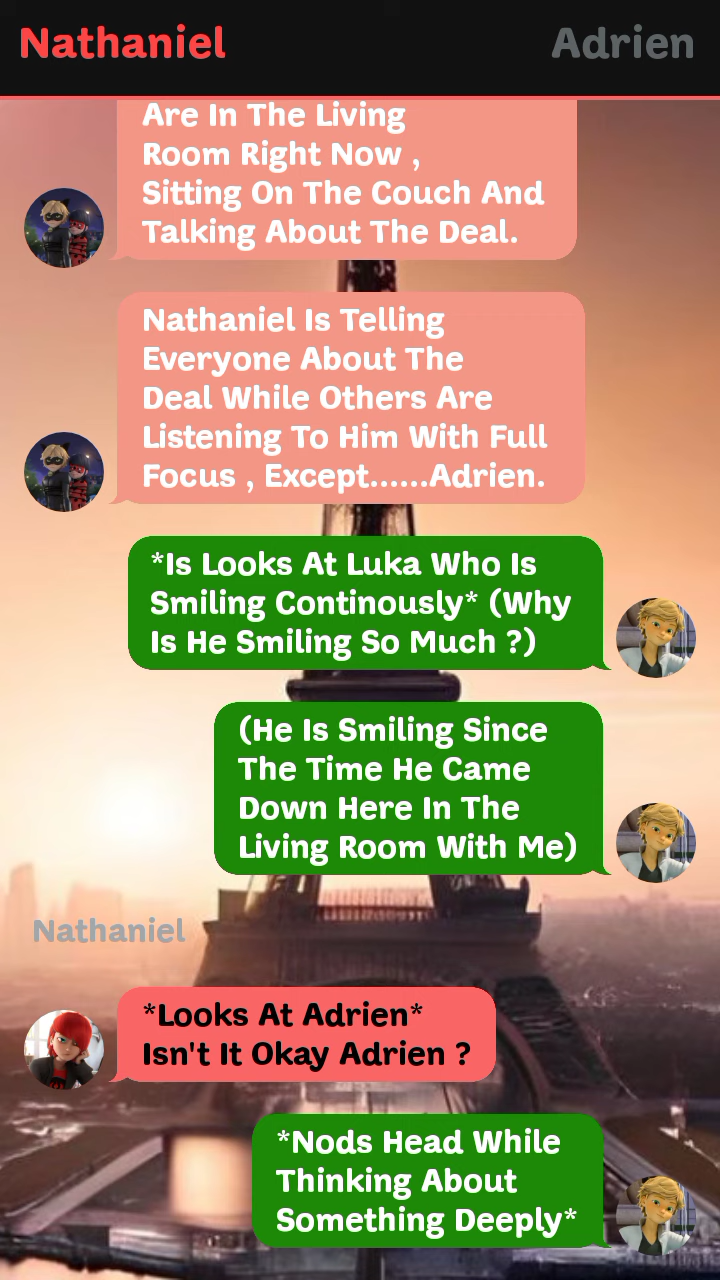 Nathaniel Adrien
Are In The Living
Room Right Now ,
Sitting On The Couch And
Talking About The Deal.
Nathaniel Is Telling
Everyone About The
Deal While Others Are
Listening To Him With Full
Focus , Except......Adrien.
*Is Looks At Luka Who Is
Smiling Continously* (Why
Is He Smiling So Much ?)
(He Is Smiling Since
The Time He Came
Down Here In The
Living Room With Me)
Nathaniel
*Looks At Adrien*
Isn't It Okay Adrien ?
*Nods Head While
Thinking About
Something Deeply*